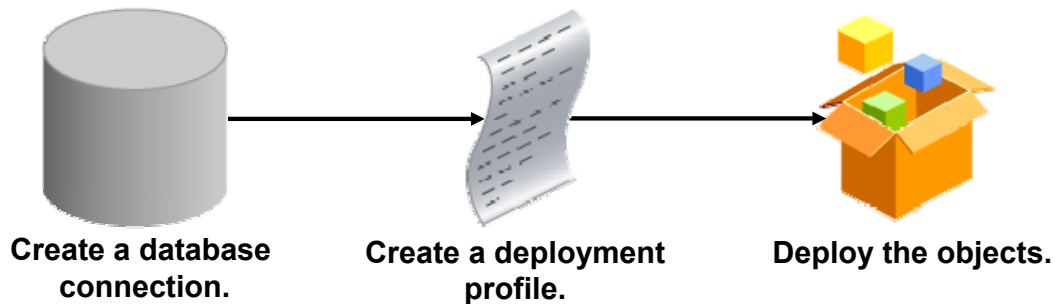 Create a database
connection.
Create a deployment
profile.
Deploy the objects.